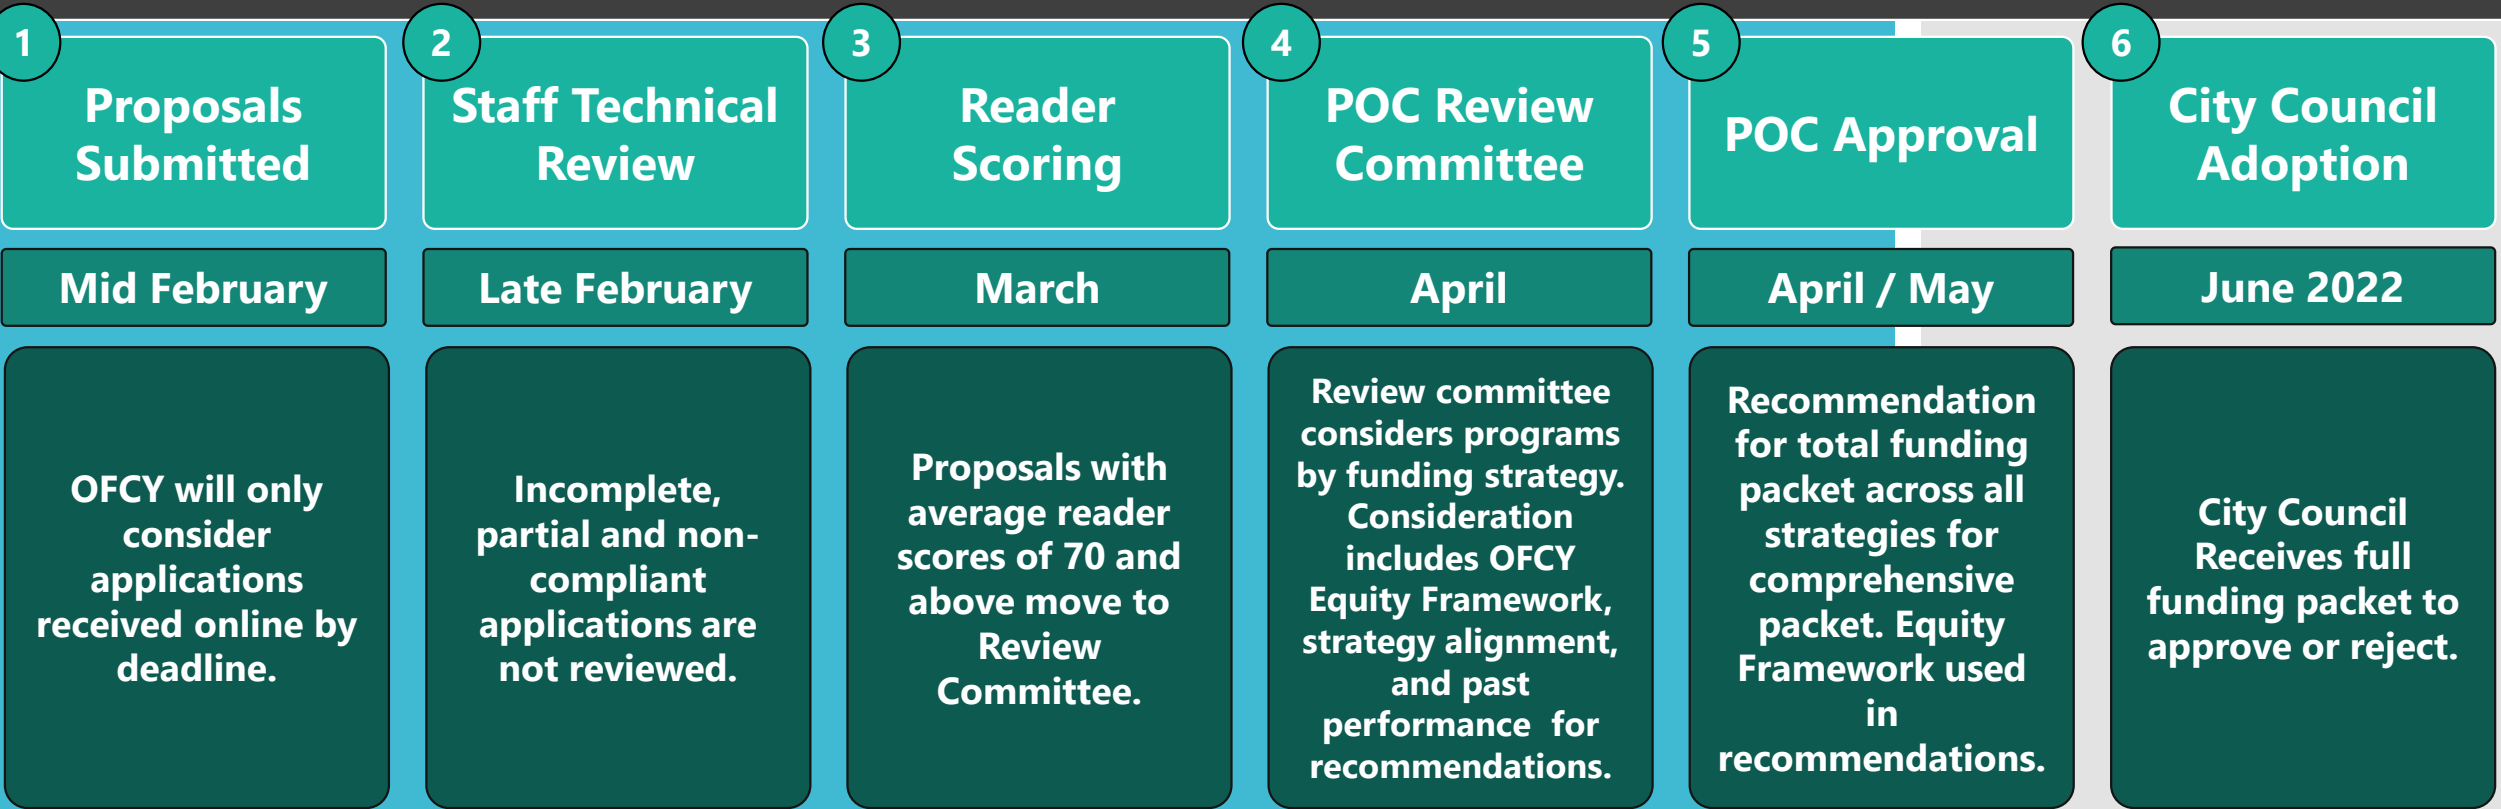 1
Proposals
Submitted
Mid February
OFCY will only
consider
applications
received online by
deadline.
2
Staff Technical
Review
Late February
Incomplete,
partial and non-
compliant
applications are
not reviewed.
3
Reader
Scoring
March
Proposals with
average reader
scores of 70 and
above move to
Review
Committee.
4
POC Review
Committee
April
Review committee
considers programs
by funding strategy.
Consideration
includes OFCY
Equity Framework,
strategy alignment,
and past
performance  for
recommendations.
5
POC Approval
April / May
Recommendation
for total funding
packet across all
strategies for
comprehensive
packet. Equity
Framework used
in
recommendations.
6
City Council
Adoption
June 2022
City Council
Receives full
funding packet to
approve or reject.